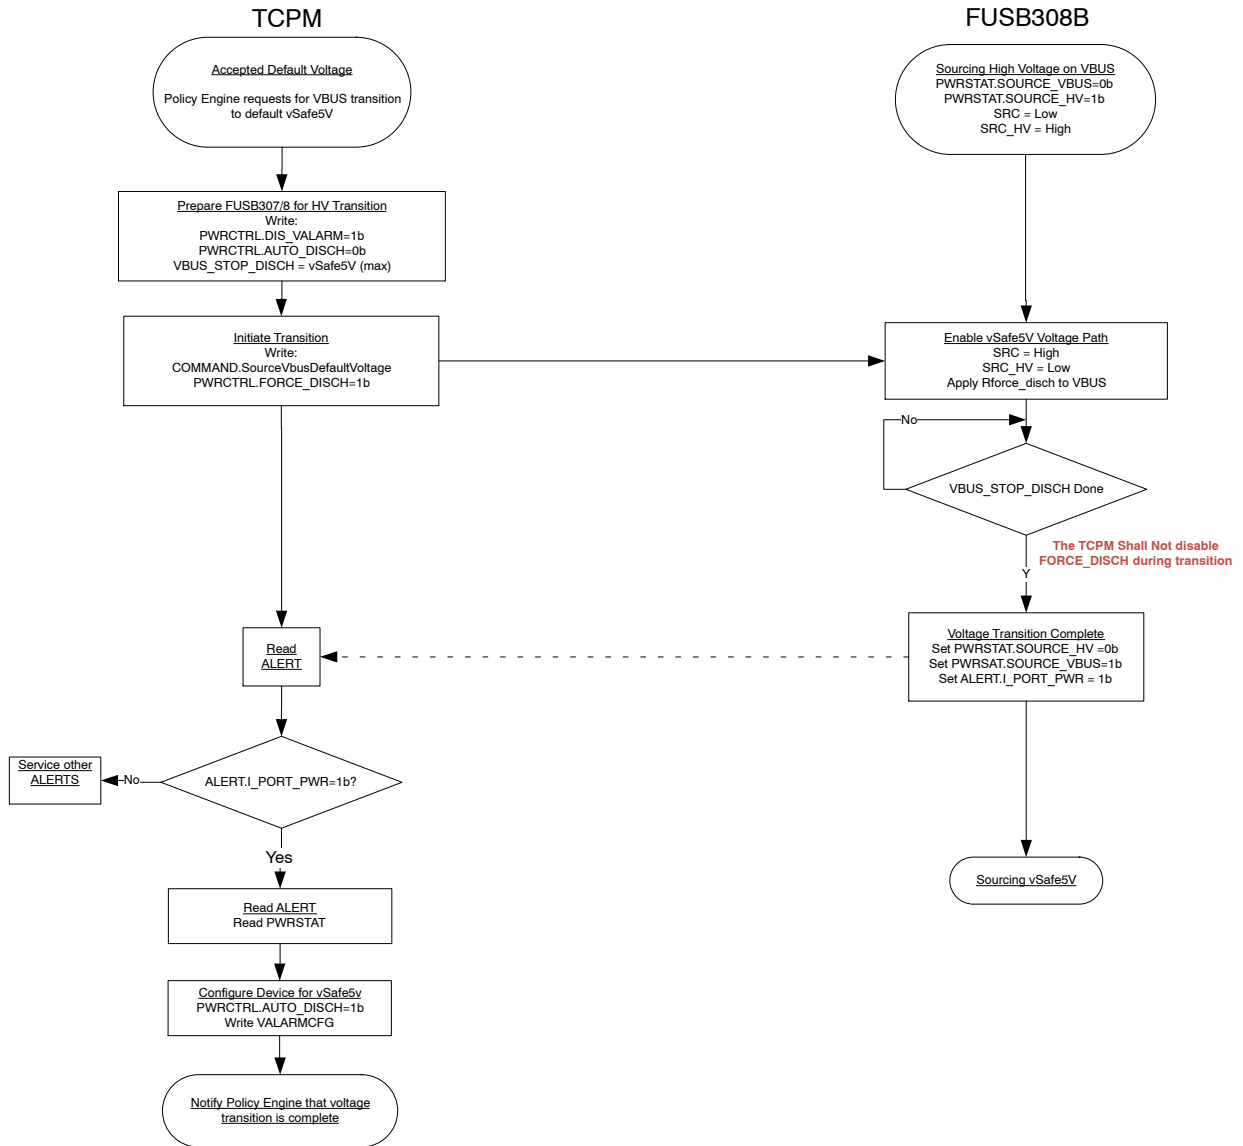 TCPM
Accepted Default Voltage
Policy Engine requests for VBUS transition
to default vSafe5V
Prepare FUSB307/8 for HV Transition
Write:
PWRCTRL.DIS_VALARM=1b
PWRCTRL.AUTO_DISCH=0b
VBUS_STOP_DISCH = vSafe5V (max)
Initiate Transition
Write:
COMMAND.SourceVbusDefaultVoltage
PWRCTRL.FORCE_DISCH=1b
Read
ALERT
ALERT.I_PORT_PWR=1b?
No
Service other
ALERTS
Yes
Read ALERT
Read PWRSTAT
Configure Device for vSafe5v
PWRCTRL.AUTO_DISCH=1b
Write VALARMCFG
Notify Policy Engine that voltage
transition is complete
FUSB308B
Sourcing High Voltage on VBUS
PWRSTAT.SOURCE_VBUS=0b
PWRSTAT.SOURCE_HV=1b
SRC = Low
SRC_HV = High
Enable vSafe5V Voltage Path
SRC = High
SRC_HV = Low
Apply Rforce_disch to VBUS
No
VBUS_STOP_DISCH Done
The TCPM Shall Not disable
FORCE_DISCH during transition
Y
Voltage Transition Complete
Set PWRSTAT.SOURCE_HV =0b
Set PWRSAT.SOURCE_VBUS=1b
Set ALERT.I_PORT_PWR = 1b
Sourcing vSafe5V